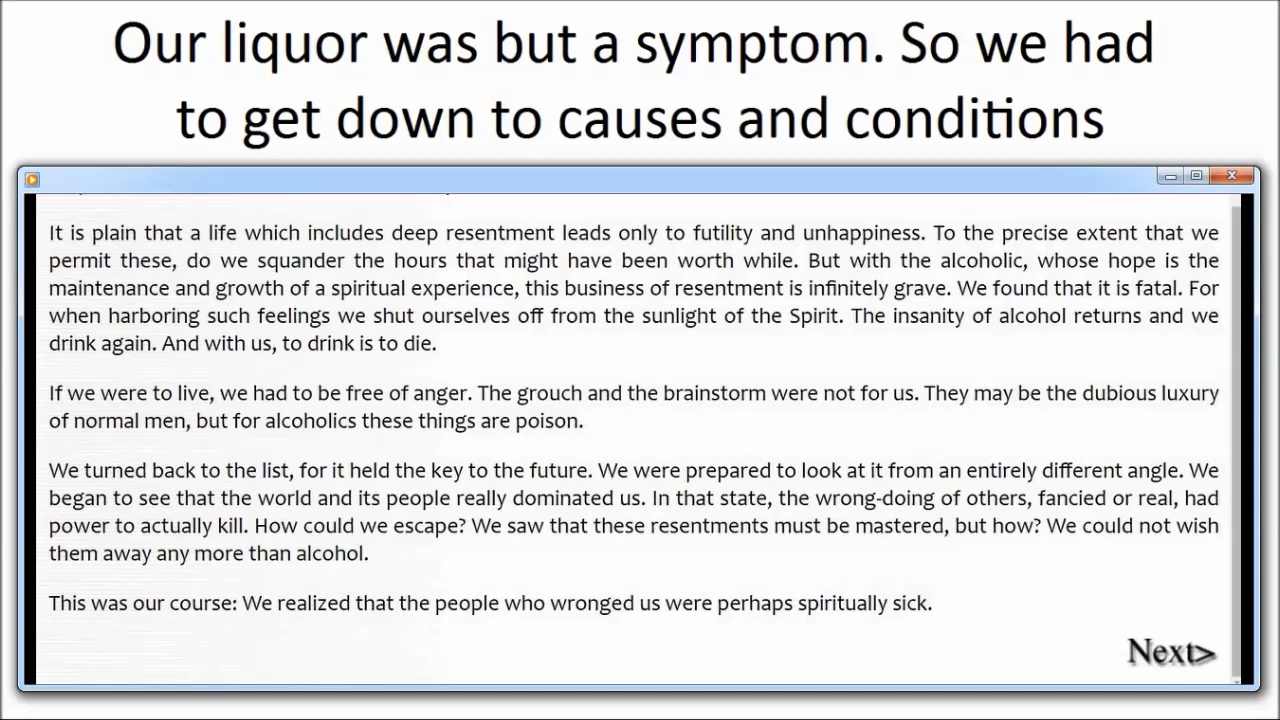 Our liquor was but a symptom. So we had
to get down to causes and conditions
It is plain that a life which includes deep resentment leads only to futility and unhappiness. To the precise extent that we
permit these, do we squander the hours that might have been worth while. But with the alcoholic, whose hope is the
maintenance and growth of a spiritual experience, this business of resentment is infinitely grave. We found that it is fatal. For
when harboring such feelings we shut ourselves off from the sunlight of the Spirit. The insanity of alcohol returns and we
drink again. And with us, to drink is to die.
If we were to live, we had to be free of anger. The grouch and the brainstorm were not for us. They may be the dubious luxury
of normal men, but for alcoholics these things are poison.
We turned back to the list, for it held the key to the future. We were prepared to look at it from an entirely different angle. We
began to see that the world and its people really dominated us. In that state, the wrong-doing of others, fancied or real, had
power to actually kill. How could we escape? We saw that these resentments must be mastered, but how? We could not wish
them away any more than alcohol.
This was our course: We realized that the people who wronged us were perhaps spiritually sick.
Next>